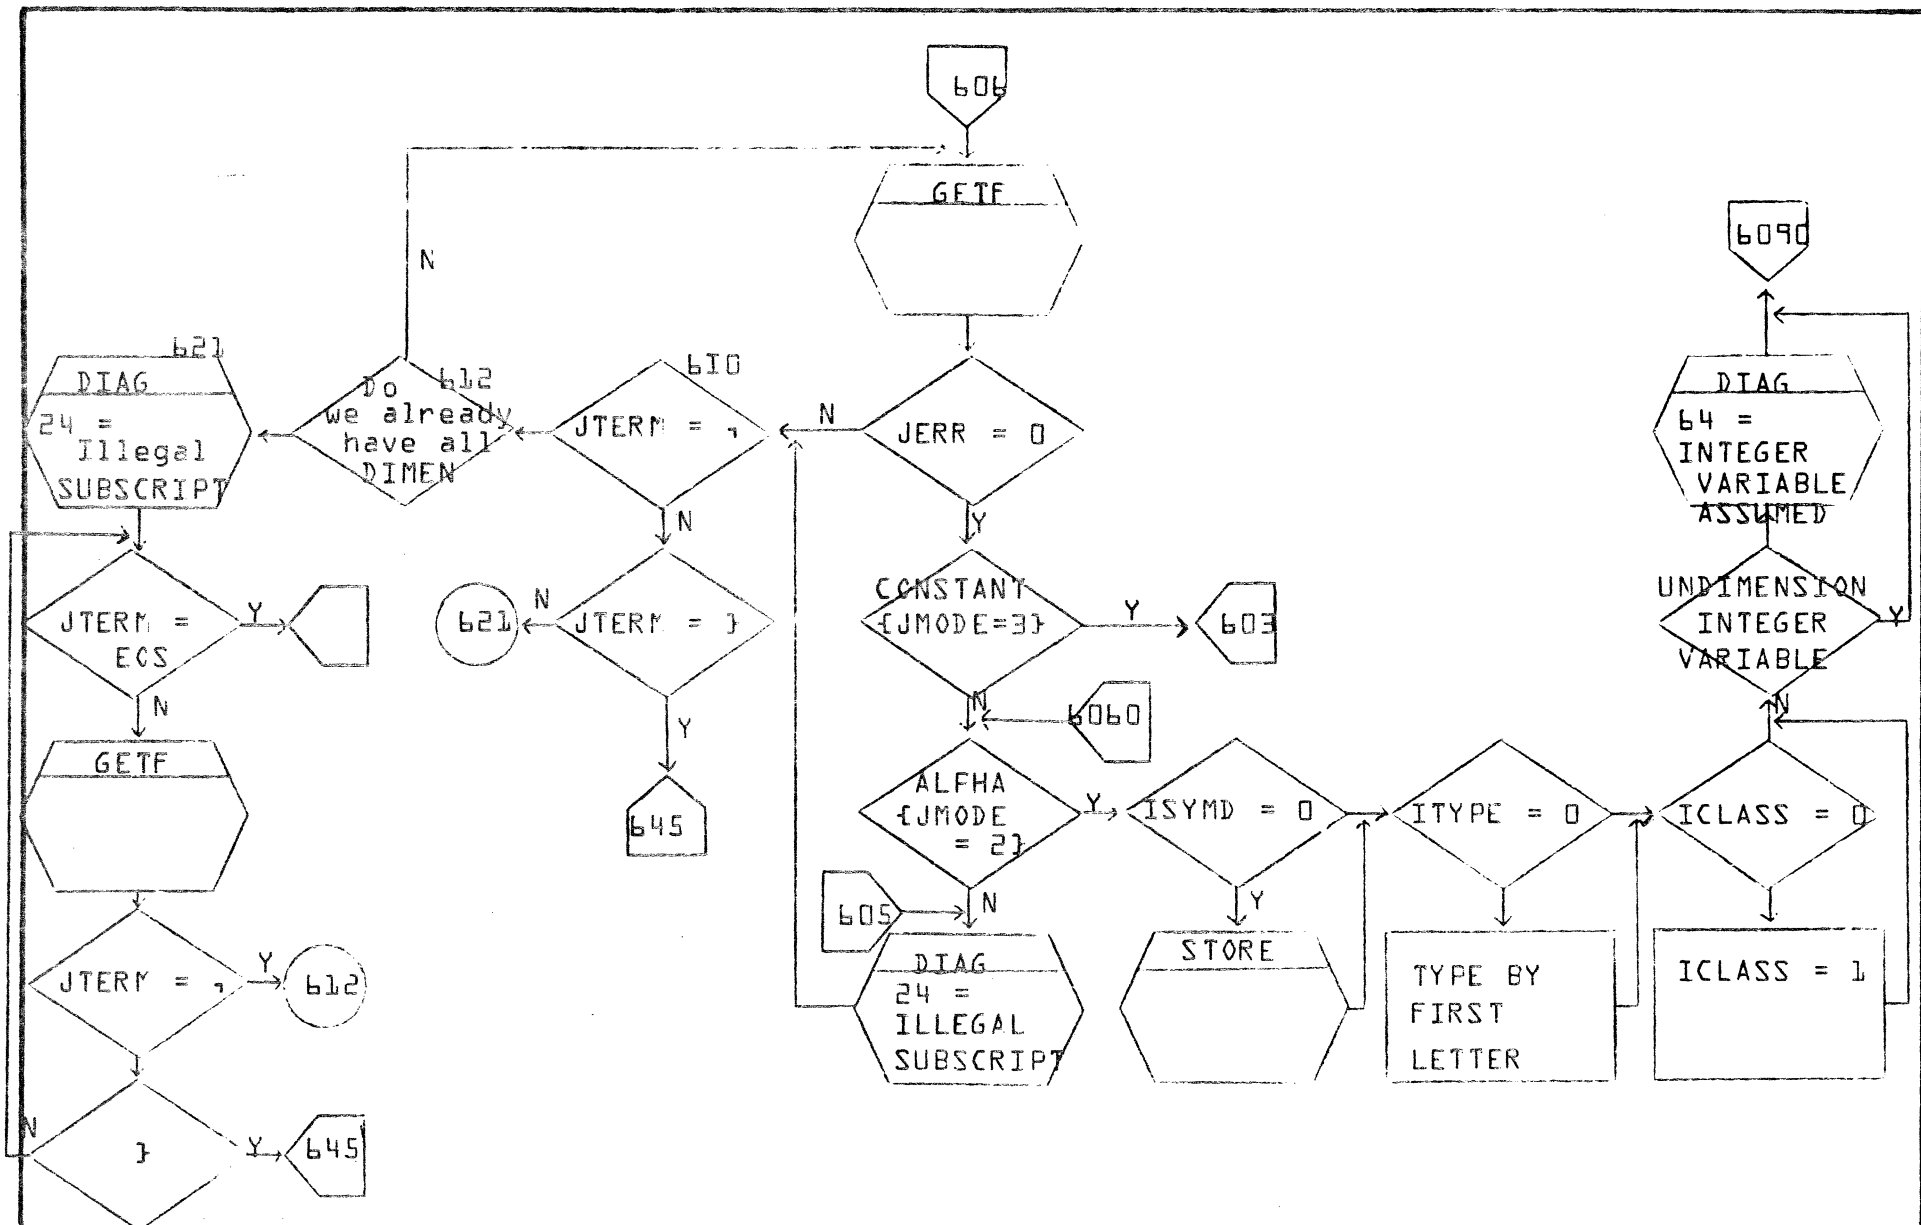 606
GETF
N
6090
621
DIAG
24 =
Illegal
SUBSCRIPT
612
Do
we already
have all
DIMEN
610
JTERM = ,
N
JERR = 0
DIAG
64 =
INTEGER
VARIABLE
ASSUMED
N
Y
JTERM =
EOS
Y
621
N
JTERM = }
CONSTANT
{JMODE=3}
Y
603
UNDIMENSION
INTEGER
VARIABLE
Y
N
Y
N
6060
N
GETF
645
ALPHA
{JMODE
= 2}
Y
ISYMD = 0
ITYPE = 0
ICLASS = 0
605
N
Y
JTERM = ,
Y
612
DIAG
24 =
ILLEGAL
SUBSCRIPT
STORE
TYPE BY
FIRST
LETTER
ICLASS = 1
N
}
Y
645